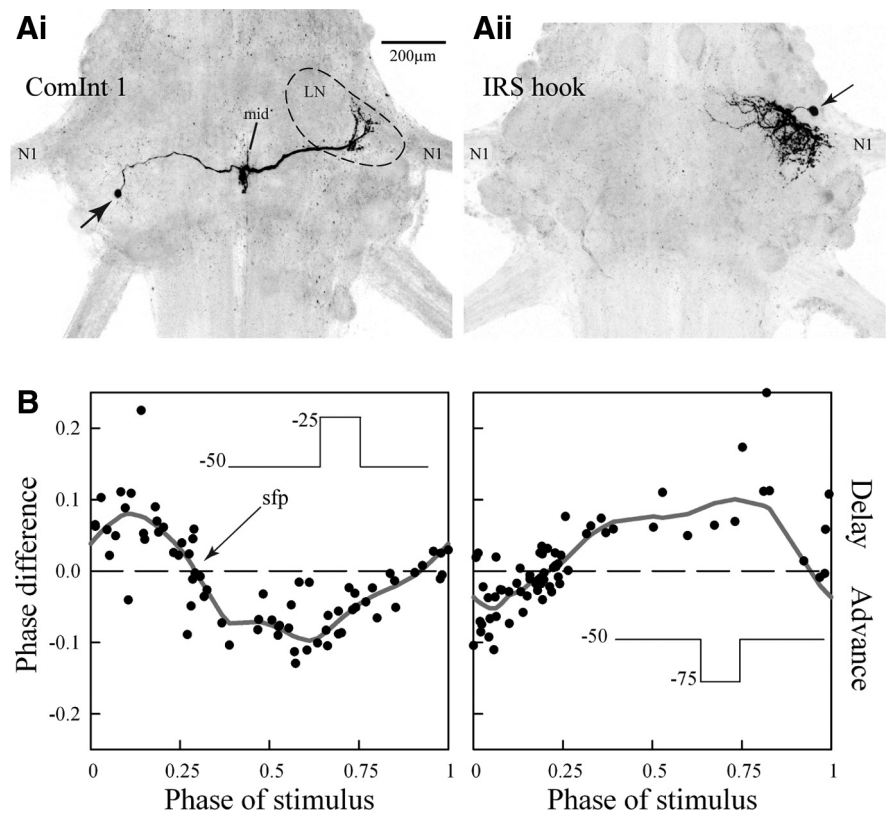 Ai
ComInt 1
200µm
LN
mid
N1
N1
Aii
IRS hook
N1
N1
B
Phase difference
0.2
0.1
0.0
-0.1
-0.2
-50
-25
sfp
0
0.25
0.5
0.75
1
Phase of stimulus
-50
-75
0
0.25
0.5
0.75
1
Phase of stimulus
Delay
Advance